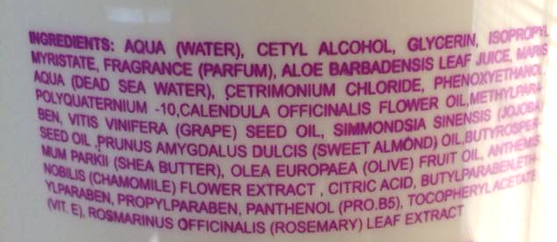 INGREDIENTS: AQUA (WATER), CETYL ALCOHOL, GLYCERIN, ISOPROPYL
MYRISTATE, FRAGRANCE (PARFUM), ALOE BARBADENSIS LEAF JUICE, MARIS
AQUA (DEAD SEA WATER), CETRIMONIUM CHLORIDE, PHENOXYETHANOL,
POLYQUATERNIUM -10,CALENDULA OFFICINALIS FLOWER OIL,METHYLPARA
BEN, VITIS VINIFERA (GRAPE) SEED OIL, SIMMONDSIA SINENSIS (JOJOBA)
SEED OIL ,PRUNUS AMYGDALUS DULCIS (SWEET ALMOND) OIL,BUTYROSPER
MUM PARKII (SHEA BUTTER), OLEA EUROPAEA (OLIVE) FRUIT OIL, ANTHEMIS
NOBILIS (CHAMOMILE) FLOWER EXTRACT , CITRIC ACID, BUTYLPARABEN,ETH
YLPARABEN, PROPYLPARABEN, PANTHENOL (PRO.B5), TOCOPHERYL ACETATE
(VIT. E), ROSMARINUS OFFICINALIS (ROSEMARY) LEAF EXTRACT